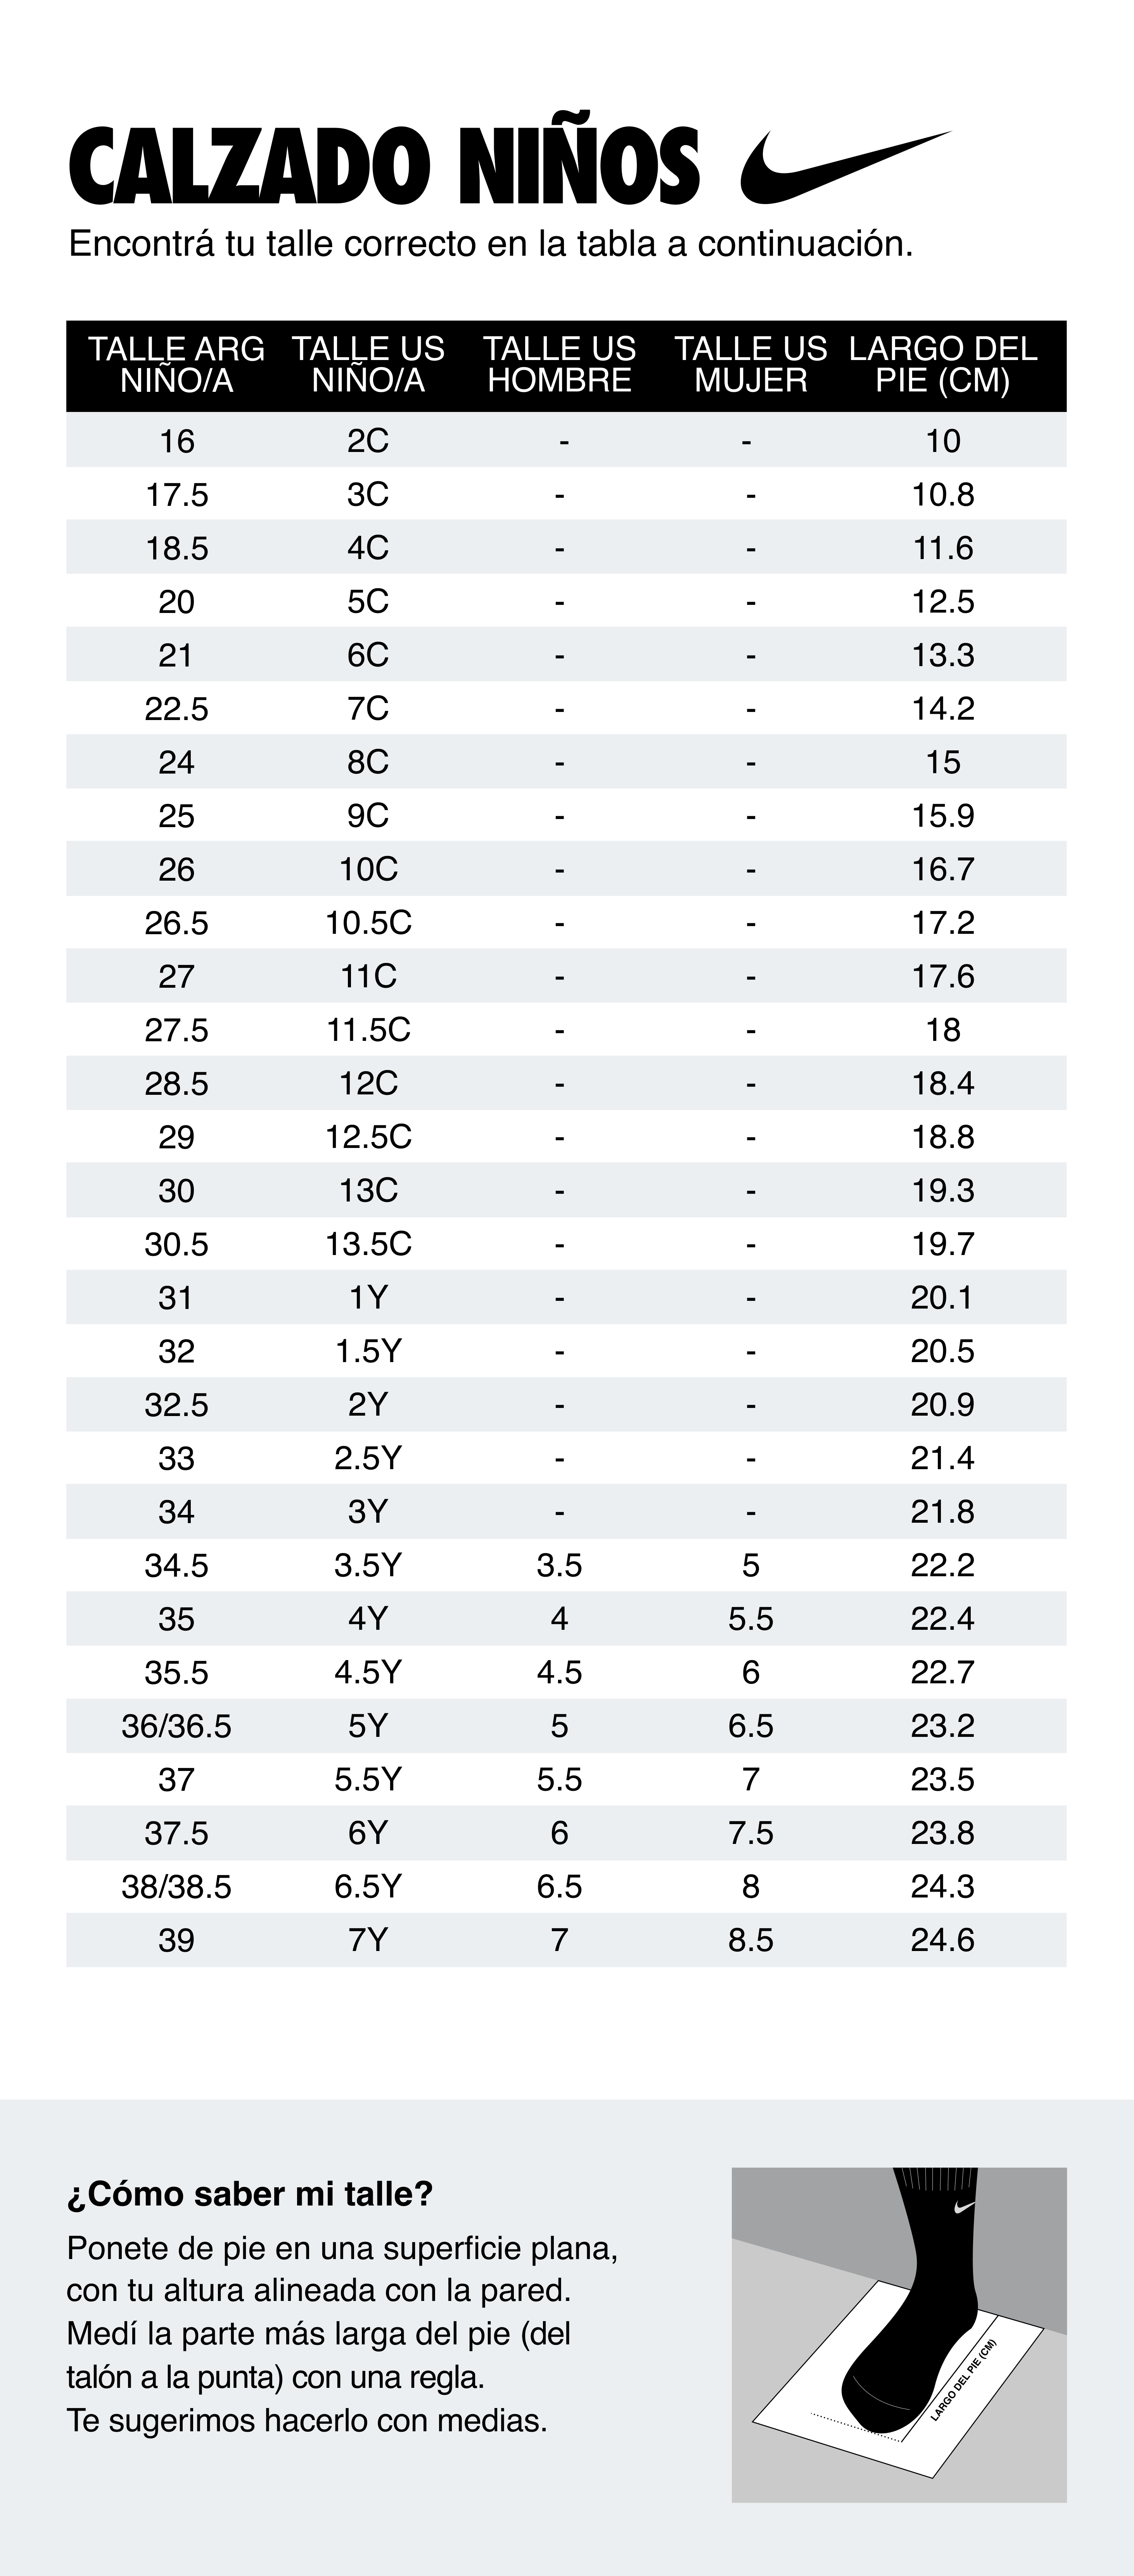 CALZADO NIÑOS
Encontrá tu talle correcto en la tabla a continuación.
TALLE ARG NIÑO/A TALLE US NIÑO/A TALLE US HOMBRE TALLE US MUJER LARGO DEL PIE (CM)
16 2C - - 10
17.5 3C - - 10.8
18.5 4C - - 11.6
20 5C - - 12.5
21 6C - - 13.3
22.5 7C - - 14.2
24 8C - - 15
25 9C - - 15.9
26 10C - - 16.7
26.5 10.5C - - 17.2
27 11C - - 17.6
27.5 11.5C - - 18
28.5 12C - - 18.4
29 12.5C - - 18.8
30 13C - - 19.3
30.5 13.5C - - 19.7
31 1Y - - 20.1
32 1.5Y - - 20.5
32.5 2Y - - 20.9
33 2.5Y - - 21.4
34 3Y - - 21.8
34.5 3.5Y 3.5 5 22.2
35 4Y 4 5.5 22.4
35.5 4.5Y 4.5 6 22.7
36/36.5 5Y 5 6.5 23.2
37 5.5Y 5.5 7 23.5
37.5 6Y 6 7.5 23.8
38/38.5 6.5Y 6.5 8 24.3
39 7Y 7 8.5 24.6
¿Cómo saber mi talle?
Ponete de pie en una superficie plana,
con tu altura alineada con la pared.
Medí la parte más larga del pie (del
talón a la punta) con una regla.
Te sugerimos hacerlo con medias.
LARGO DEL PIE (CM)